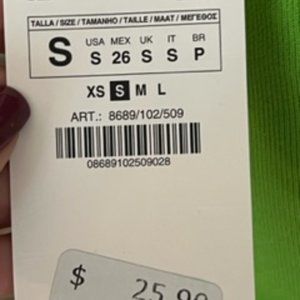 TALLA / SIZE / TAMANHO / TAILLE / MAAT / ΜΕΓΕΘΟΣ
S
USA MEX UK IT BR
S 26 S S P
XS S M L
ART.: 8689/102/509
08689102509028
$ 25.90